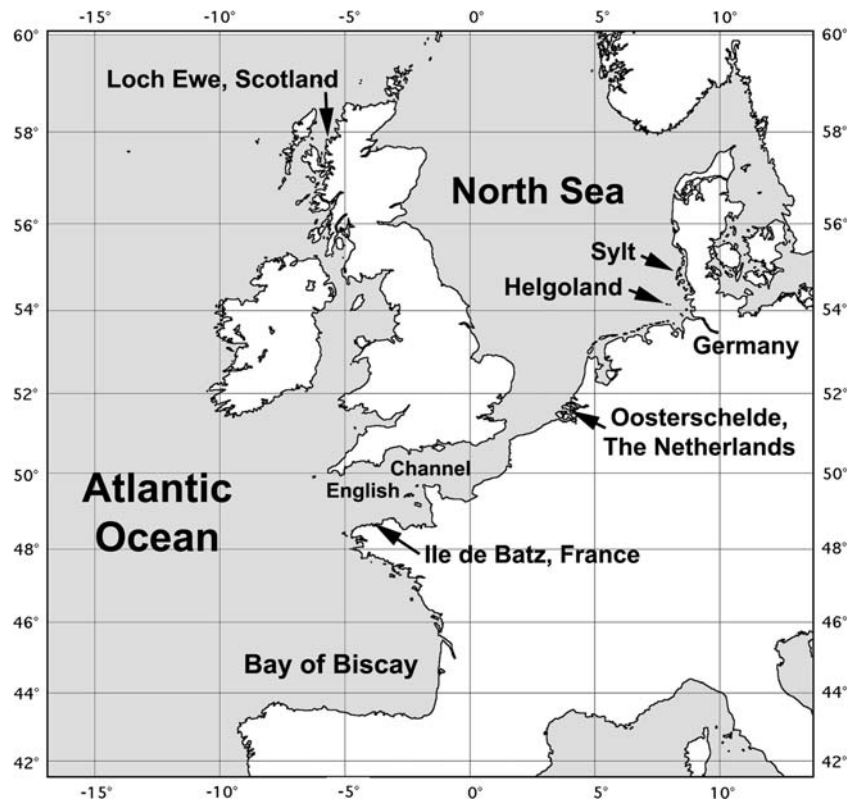 -15° -10° -5° 0° 5° 10°
60° 60°
Loch Ewe, Scotland
58° 58°
North Sea
56° 56°
Sylt
Helgoland
54° 54°
Germany
52° 52°
Oosterschelde,
The Netherlands
Channel
50° 50°
English
Atlantic
Ocean
48° 48°
Ile de Batz, France
46° 46°
Bay of Biscay
44° 44°
42° 42°
-15° -10° -5° 0° 5° 10°